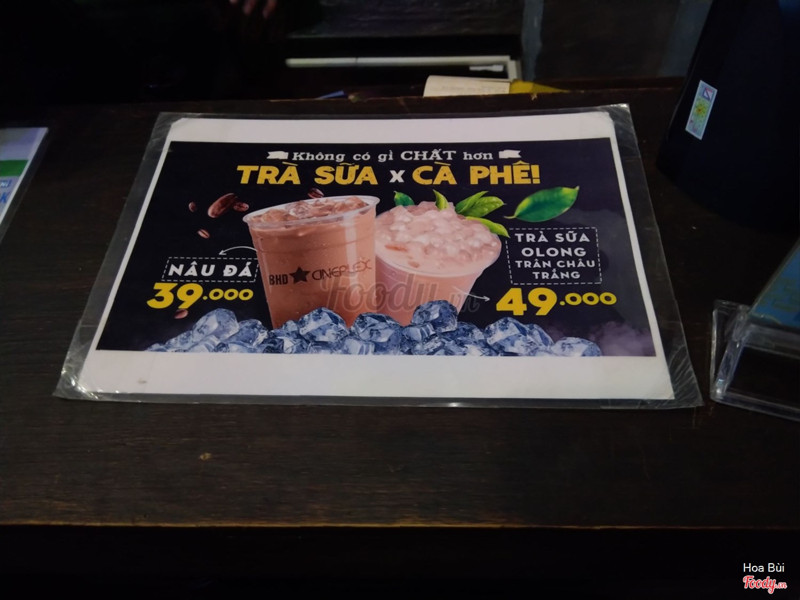 Không có gì CHẤT hơn
TRÀ SỮA x CÀ PHÊ!
NÂU ĐÁ
39.000
BHD CINEPLEX
TRÀ SỮA
OLONG
TRÂN CHÂU
TRẮNG
49.000
foody.vn
Hoa Bùi
Foody.vn